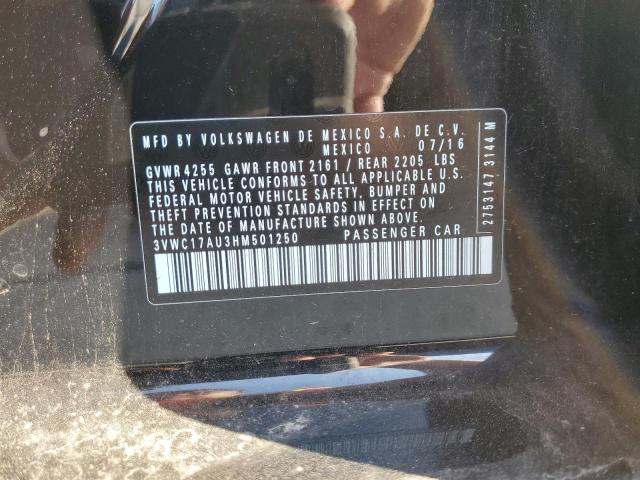 MFD BY VOLKSWAGEN DE MEXICO S.A. DE C.V.
MEXICO 07/16
GVWR 4255 GAWR FRONT 2161 / REAR 2205 LBS
THIS VEHICLE CONFORMS TO ALL APPLICABLE U.S.
FEDERAL MOTOR VEHICLE SAFETY, BUMPER AND
THEFT PREVENTION STANDARDS IN EFFECT ON
THE DATE OF MANUFACTURE SHOWN ABOVE.
3VWC17AU3HM501250 PASSENGER CAR
2753147 3144 M